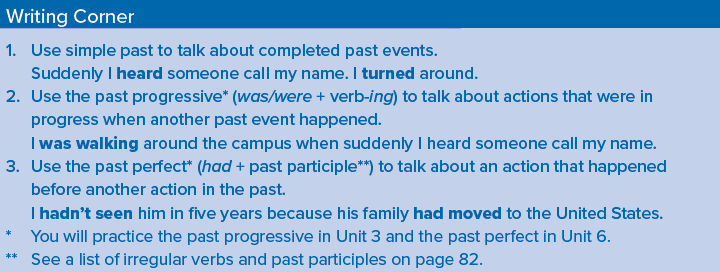 Writing Corner
1. Use simple past to talk about completed past events.
Suddenly I heard someone call my name. I turned around.
2. Use the past progressive* (was/were + verb-ing) to talk about actions that were in
progress when another past event happened.
I was walking around the campus when suddenly I heard someone call my name.
3. Use the past perfect* (had + past participle**) to talk about an action that happened
before another action in the past.
I hadn't seen him in five years because his family had moved to the United States.
* You will practice the past progressive in Unit 3 and the past perfect in Unit 6.
** See a list of irregular verbs and past participles on page 82.